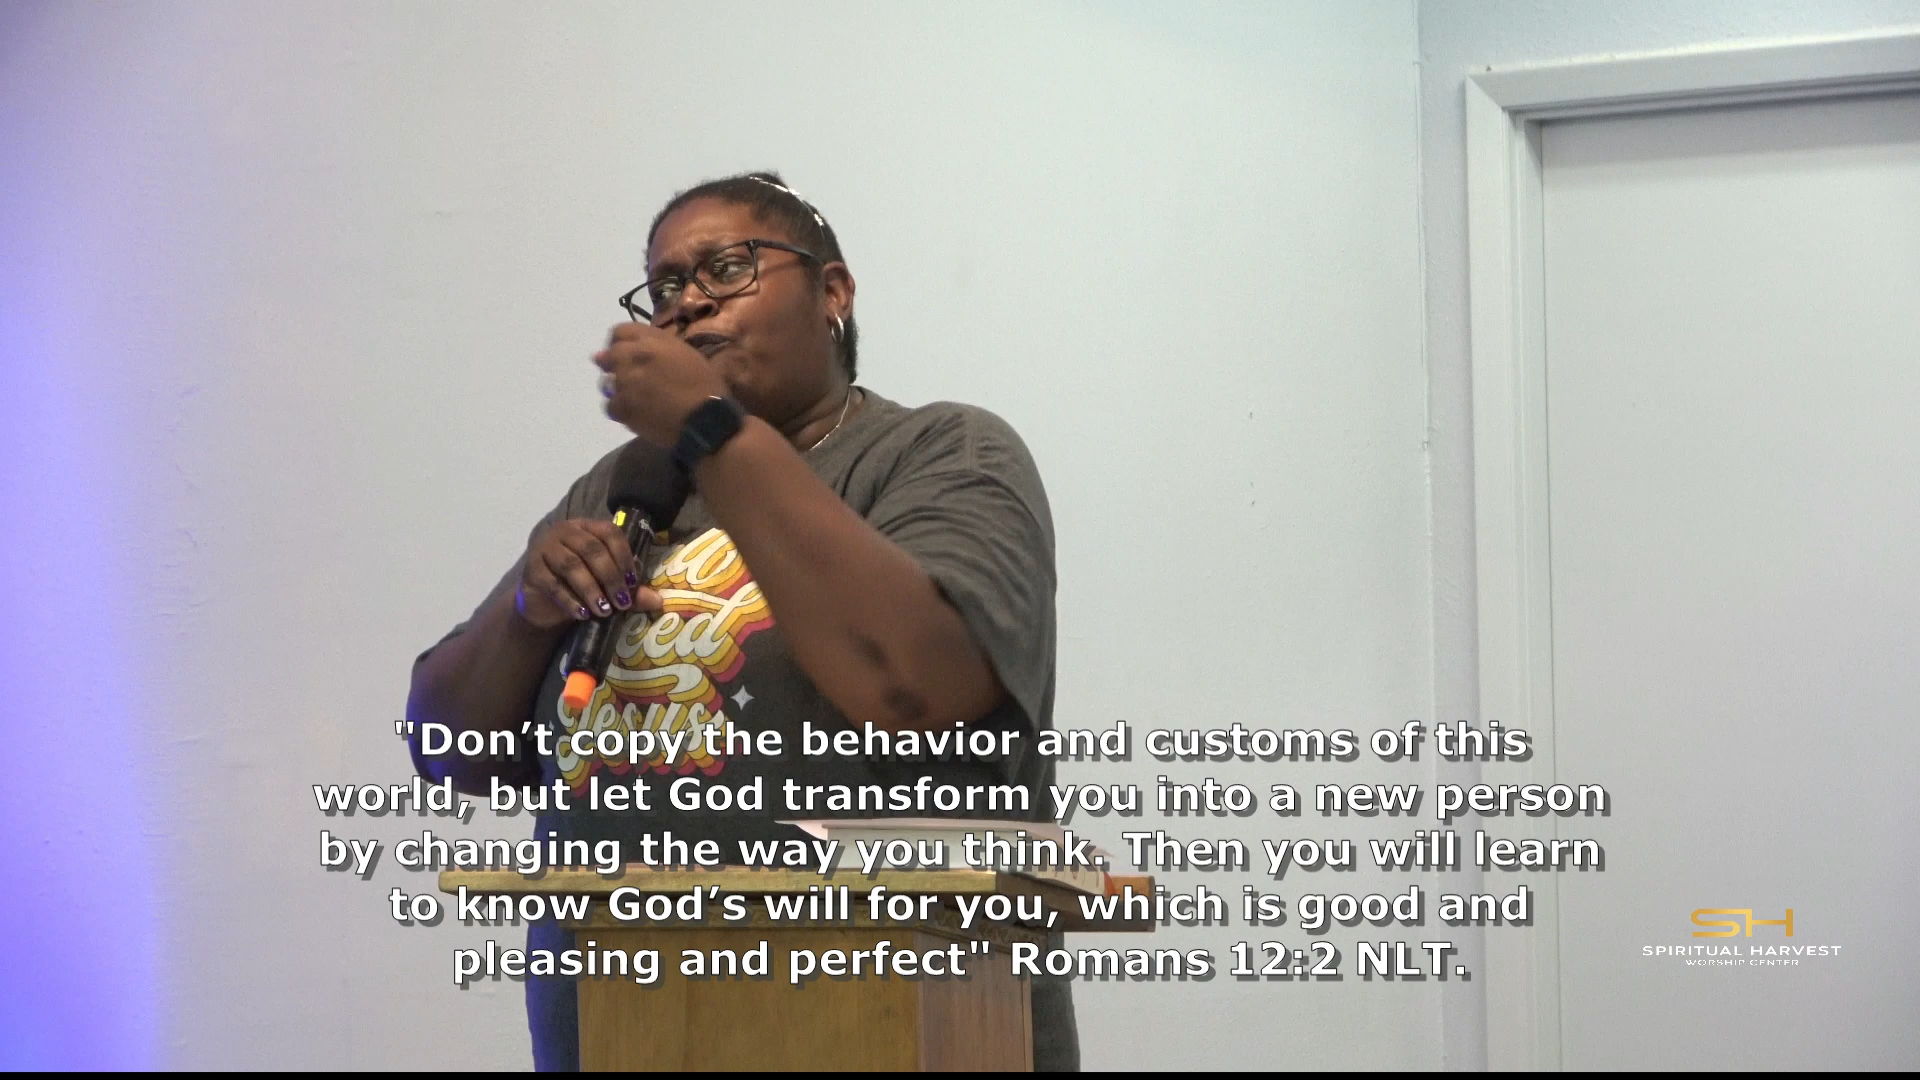 Need
Jesus
"Don’t copy the behavior and customs of this
world, but let God transform you into a new person
by changing the way you think. Then you will learn
to know God’s will for you, which is good and
pleasing and perfect" Romans 12:2 NLT.
SH
SPIRITUAL HARVEST
WORSHIP CENTER